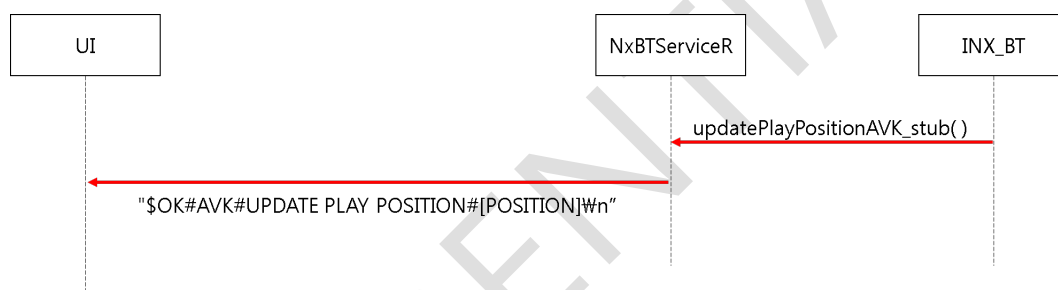 UI
NxBTServiceR
INX_BT
updatePlayPositionAVK_stub( )
"$OK#AVK#UPDATE PLAY POSITION#[POSITION]₩n”